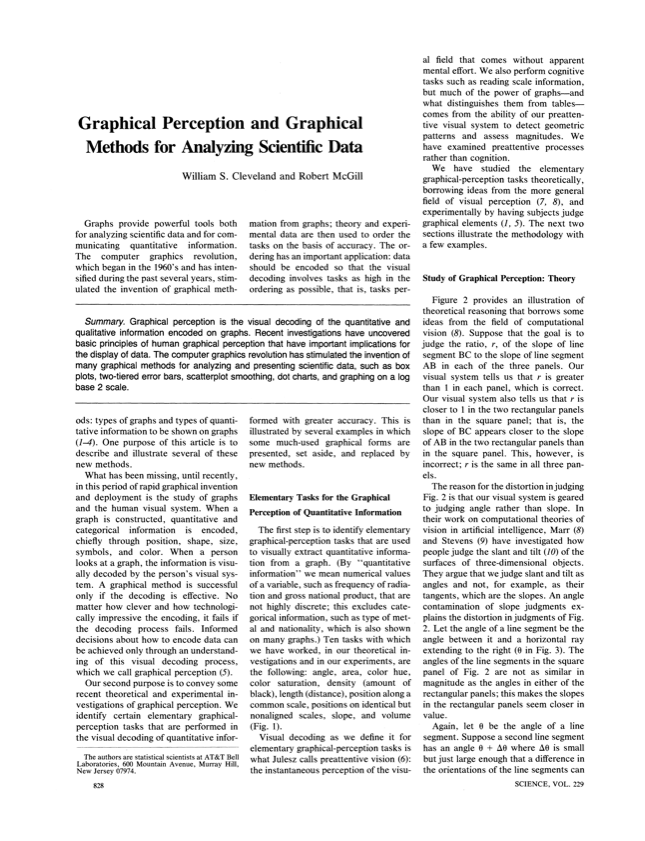 Graphical Perception and Graphical
Methods for Analyzing Scientific Data
William S. Cleveland and Robert McGill
Graphs provide powerful tools both
for analyzing scientific data and for com-
municating quantitative information.
The computer graphics revolution,
which began in the 1960's and has inten-
sified during the past several years, stim-
ulated the invention of graphical meth-
mation from graphs; theory and experi-
mental data are then used to order the
tasks on the basis of accuracy. The or-
dering has an important application: data
should be encoded so that the visual
decoding involves tasks as high in the
ordering as possible, that is, tasks per-
Summary. Graphical perception is the visual decoding of the quantitative and
qualitative information encoded on graphs. Recent investigations have uncovered
basic principles of human graphical perception that have important implications for
the display of data. The computer graphics revolution has stimulated the invention of
many graphical methods for analyzing and presenting scientific data, such as box
plots, two-tiered error bars, scatterplot smoothing, dot charts, and graphing on a log
base 2 scale.
ods: types of graphs and types of quanti-
tative information to be shown on graphs
(1–4). One purpose of this article is to
describe and illustrate several of these
new methods.
What has been missing, until recently,
in this period of rapid graphical invention
and deployment is the study of graphs
and the human visual system. When a
graph is constructed, quantitative and
categorical information is encoded,
chiefly through position, shape, size,
symbols, and color. When a person
looks at a graph, the information is visu-
ally decoded by the person's visual sys-
tem. A graphical method is successful
only if the decoding is effective. No
matter how clever and how technologi-
cally impressive the encoding, it fails if
the decoding process fails. Informed
decisions about how to encode data can
be achieved only through an understand-
ing of this visual decoding process,
which we call graphical perception (5).
Our second purpose is to convey some
recent theoretical and experimental in-
vestigations of graphical perception. We
identify certain elementary graphical-
perception tasks that are performed in
the visual decoding of quantitative infor-
The authors are statistical scientists at AT&T Bell
Laboratories, 600 Mountain Avenue, Murray Hill,
New Jersey 07974.
formed with greater accuracy. This is
illustrated by several examples in which
some much-used graphical forms are
presented, set aside, and replaced by
new methods.
Elementary Tasks for the Graphical
Perception of Quantitative Information
The first step is to identify elementary
graphical-perception tasks that are used
to visually extract quantitative informa-
tion from a graph. (By "quantitative
information" we mean numerical values
of a variable, such as frequency of radia-
tion and gross national product, that are
not highly discrete; this excludes cate-
gorical information, such as type of met-
al and nationality, which is also shown
on many graphs.) Ten tasks with which
we have worked, in our theoretical in-
vestigations and in our experiments, are
the following: angle, area, color hue,
color saturation, density (amount of
black), length (distance), position along a
common scale, positions on identical but
nonaligned scales, slope, and volume
(Fig. 1).
Visual decoding as we define it for
elementary graphical-perception tasks is
what Julesz calls preattentive vision (6):
the instantaneous perception of the visu-
al field that comes without apparent
mental effort. We also perform cognitive
tasks such as reading scale information,
but much of the power of graphs—and
what distinguishes them from tables—
comes from the ability of our preatten-
tive visual system to detect geometric
patterns and assess magnitudes. We
have examined preattentive processes
rather than cognition.
We have studied the elementary
graphical-perception tasks theoretically,
borrowing ideas from the more general
field of visual perception (7, 8), and
experimentally by having subjects judge
graphical elements (1, 5). The next two
sections illustrate the methodology with
a few examples.
Study of Graphical Perception: Theory
Figure 2 provides an illustration of
theoretical reasoning that borrows some
ideas from the field of computational
vision (8). Suppose that the goal is to
judge the ratio, r, of the slope of line
segment BC to the slope of line segment
AB in each of the three panels. Our
visual system tells us that r is greater
than 1 in each panel, which is correct.
Our visual system also tells us that r is
closer to 1 in the two rectangular panels
than in the square panel; that is, the
slope of BC appears closer to the slope
of AB in the two rectangular panels than
in the square panel. This, however, is
incorrect; r is the same in all three pan-
els.
The reason for the distortion in judging
Fig. 2 is that our visual system is geared
to judging angle rather than slope. In
their work on computational theories of
vision in artificial intelligence, Marr (8)
and Stevens (9) have investigated how
people judge the slant and tilt (10) of the
surfaces of three-dimensional objects.
They argue that we judge slant and tilt as
angles and not, for example, as their
tangents, which are the slopes. An angle
contamination of slope judgments ex-
plains the distortion in judgments of Fig.
2. Let the angle of a line segment be the
angle between it and a horizontal ray
extending to the right (θ in Fig. 3). The
angles of the line segments in the square
panel of Fig. 2 are not as similar in
magnitude as the angles in either of the
rectangular panels; this makes the slopes
in the rectangular panels seem closer in
value.
Again, let θ be the angle of a line
segment. Suppose a second line segment
has an angle θ + Δθ where Δθ is small
but just large enough that a difference in
the orientations of the line segments can
828
SCIENCE, VOL. 229